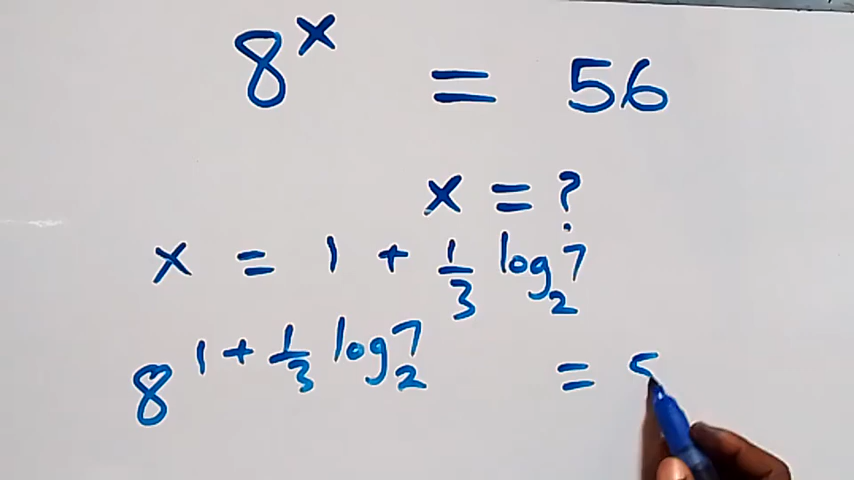 8^x = 56
x = ?
x = 1 + 1/3 log_2 7
8^(1 + 1/3 log_2 7) = 5